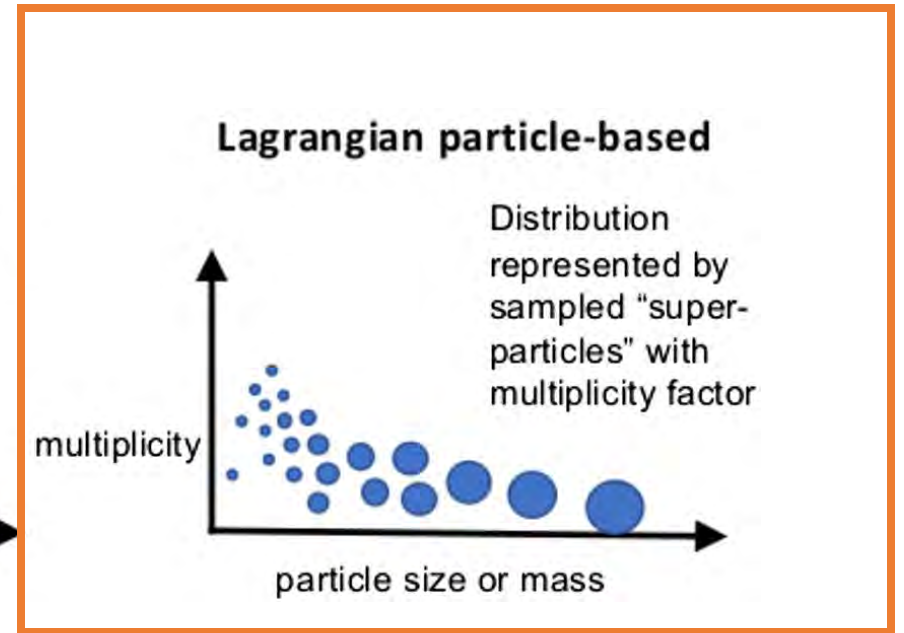 Lagrangian particle-based
Distribution
represented by
sampled “super-
particles” with
multiplicity factor
multiplicity
particle size or mass